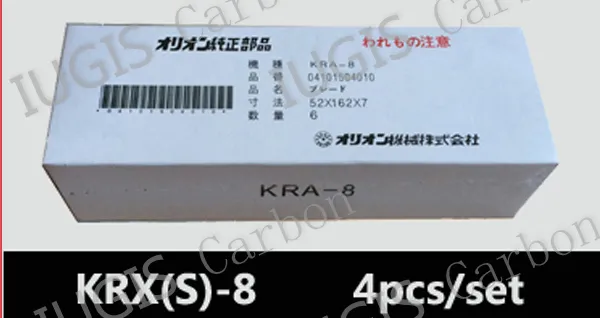 オリオン純正部品
われもの注意
機種 KRA-8
品番 04101504010
品名 ブレード
寸法 52X162X7
数量 6
オリオン機械株式会社
KRA-8
KRX(S)-8 4pcs/set
IUGIS Carbon
IUGIS Carbon
IUGIS Carbon